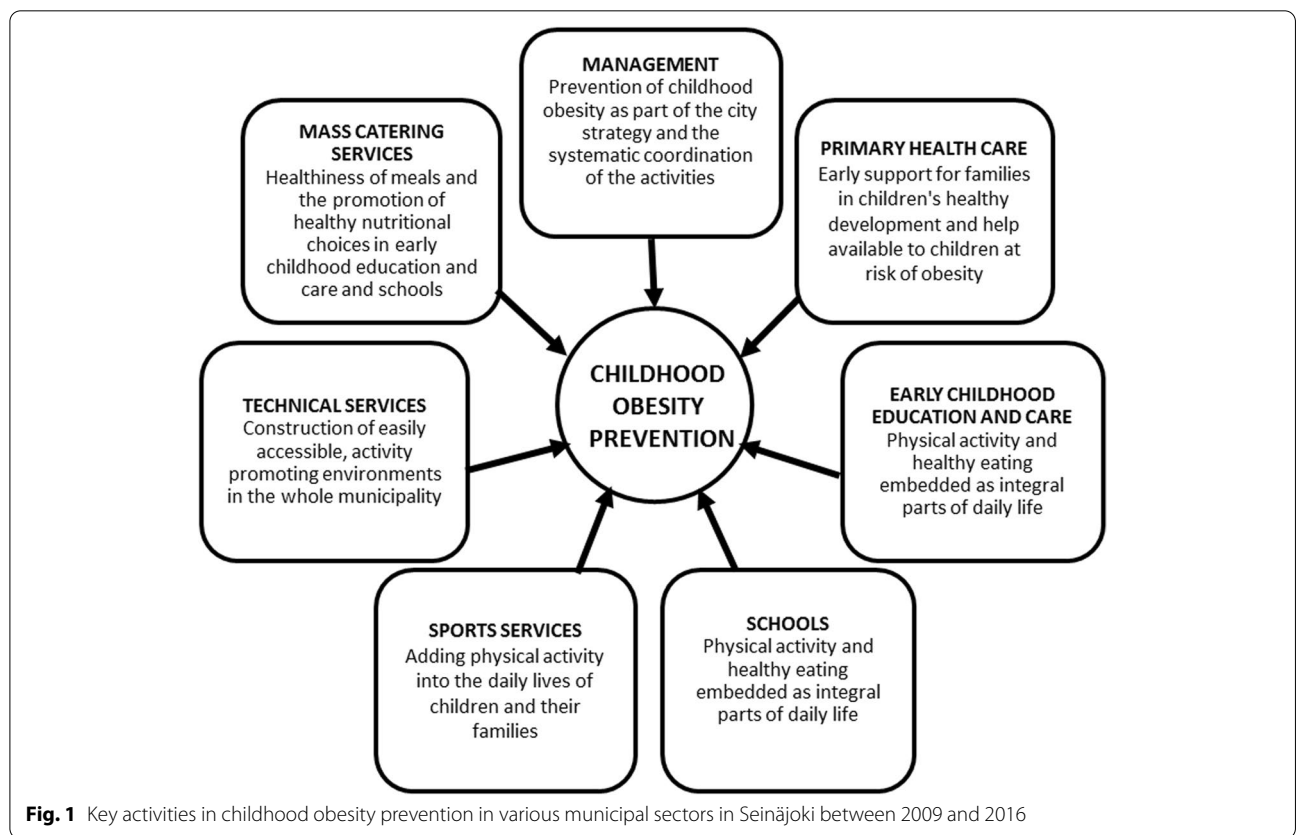 MANAGEMENT
Prevention of childhood
obesity as part of the city
strategy and the
systematic coordination
of the activities
MASS CATERING
SERVICES
Healthiness of meals and
the promotion of
healthy nutritional
choices in early
childhood education and
care and schools
PRIMARY HEALTH CARE
Early support for families
in children's healthy
development and help
available to children at
risk of obesity
CHILDHOOD
OBESITY
PREVENTION
TECHNICAL SERVICES
Construction of easily
accessible, activity
promoting environments
in the whole municipality
EARLY CHILDHOOD
EDUCATION AND CARE
Physical activity and
healthy eating
embedded as integral
parts of daily life
SPORTS SERVICES
Adding physical activity
into the daily lives of
children and their
families
SCHOOLS
Physical activity and
healthy eating
embedded as integral
parts of daily life
Fig. 1 Key activities in childhood obesity prevention in various municipal sectors in Seinäjoki between 2009 and 2016